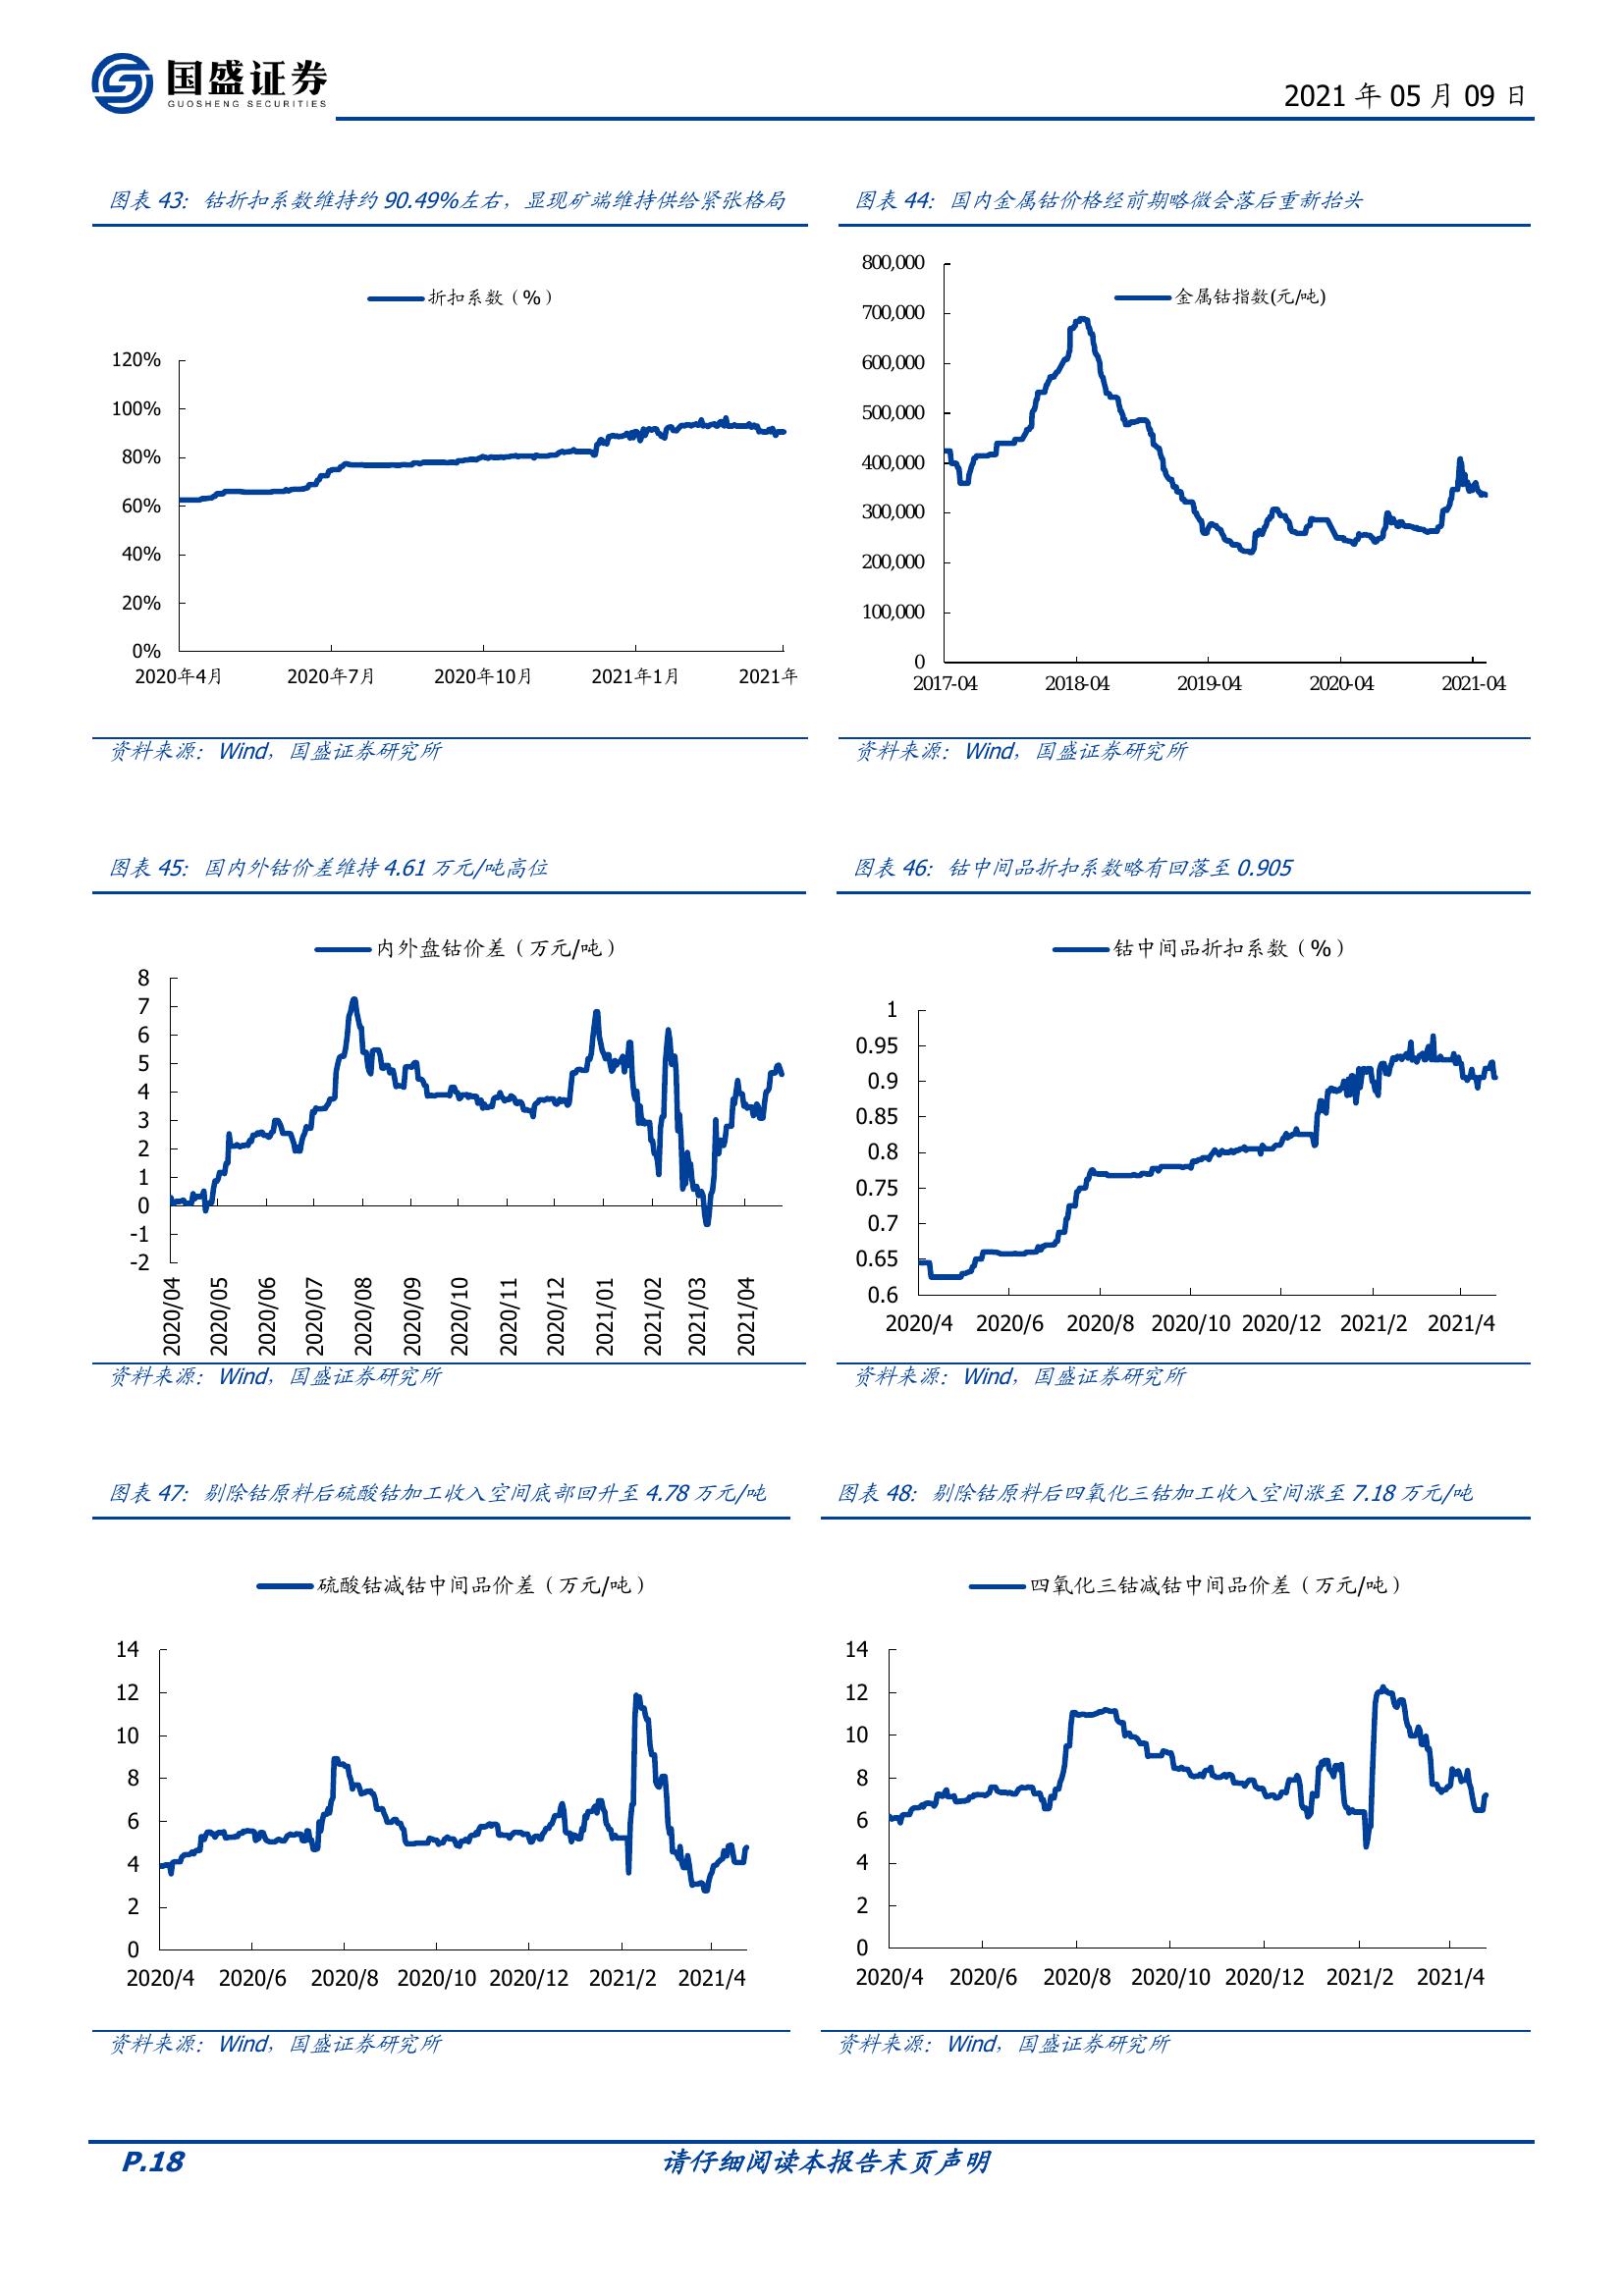 国盛证券
GUOSHENG SECURITIES
2021 年 05 月 09 日
图表 43：钴折扣系数维持约 90.49%左右，显现矿端维持供给紧张格局
折扣系数（%）
120%
100%
80%
60%
40%
20%
0%
2020年4月 2020年7月 2020年10月 2021年1月 2021年
资料来源：Wind，国盛证券研究所
图表 44：国内金属钴价格经前期略微会落后重新抬头
金属钴指数(元/吨)
800,000
700,000
600,000
500,000
400,000
300,000
200,000
100,000
0
2017-04 2018-04 2019-04 2020-04 2021-04
资料来源：Wind，国盛证券研究所
图表 45：国内外钴价差维持 4.61 万元/吨高位
内外盘钴价差（万元/吨）
8
7
6
5
4
3
2
1
0
-1
-2
2020/04 2020/05 2020/06 2020/07 2020/08 2020/09 2020/10 2020/11 2020/12 2021/01 2021/02 2021/03 2021/04
资料来源：Wind，国盛证券研究所
图表 46：钴中间品折扣系数略有回落至 0.905
钴中间品折扣系数（%）
1
0.95
0.9
0.85
0.8
0.75
0.7
0.65
0.6
2020/4 2020/6 2020/8 2020/10 2020/12 2021/2 2021/4
资料来源：Wind，国盛证券研究所
图表 47：剔除钴原料后硫酸钴加工收入空间底部回升至 4.78 万元/吨
硫酸钴减钴中间品价差（万元/吨）
14
12
10
8
6
4
2
0
2020/4 2020/6 2020/8 2020/10 2020/12 2021/2 2021/4
资料来源：Wind，国盛证券研究所
图表 48：剔除钴原料后四氧化三钴加工收入空间涨至 7.18 万元/吨
四氧化三钴减钴中间品价差（万元/吨）
14
12
10
8
6
4
2
0
2020/4 2020/6 2020/8 2020/10 2020/12 2021/2 2021/4
资料来源：Wind，国盛证券研究所
P.18
请仔细阅读本报告末页声明